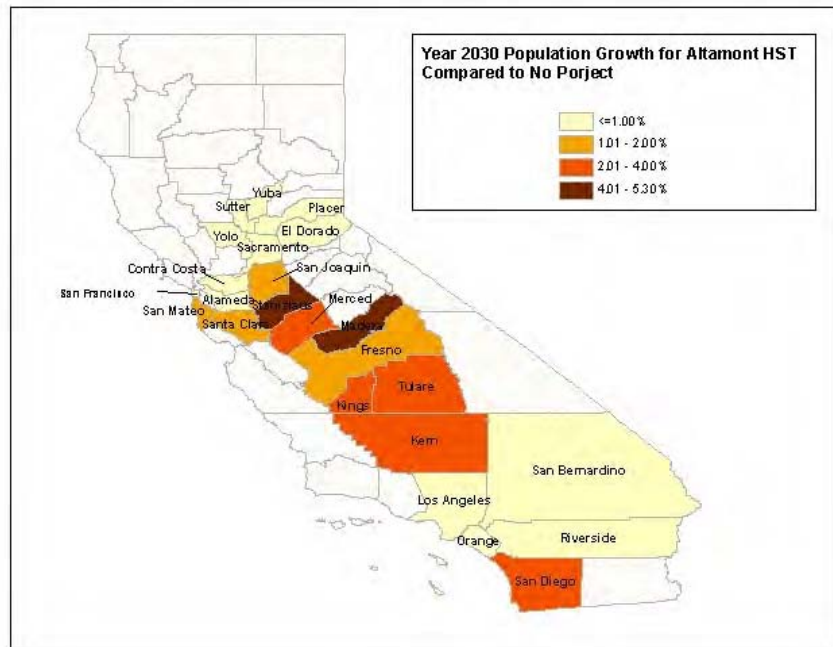 Year 2030 Population Growth for Altamont HST
Compared to No Porject
<=1.00%
1.01 - 2.00%
2.01 - 4.00%
4.01 - 5.30%
Yuba
Sutter
Placer
Yolo
El Dorado
Sacramento
Contra Costa
San Joaquin
San Francisco
Alameda
Stanislaus
Merced
San Mateo
Santa Clara
Madera
Fresno
Tulare
Kings
Kern
San Bernardino
Los Angeles
Orange
Riverside
San Diego